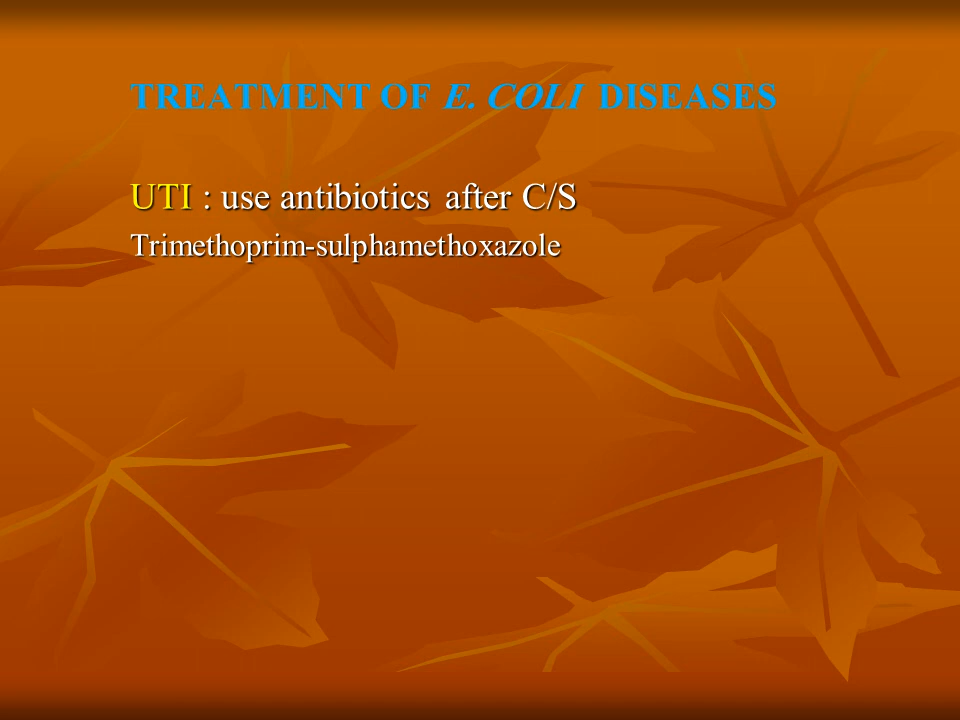 TREATMENT OF E. COLI DISEASES
UTI : use antibiotics after C/S
Trimethoprim-sulphamethoxazole